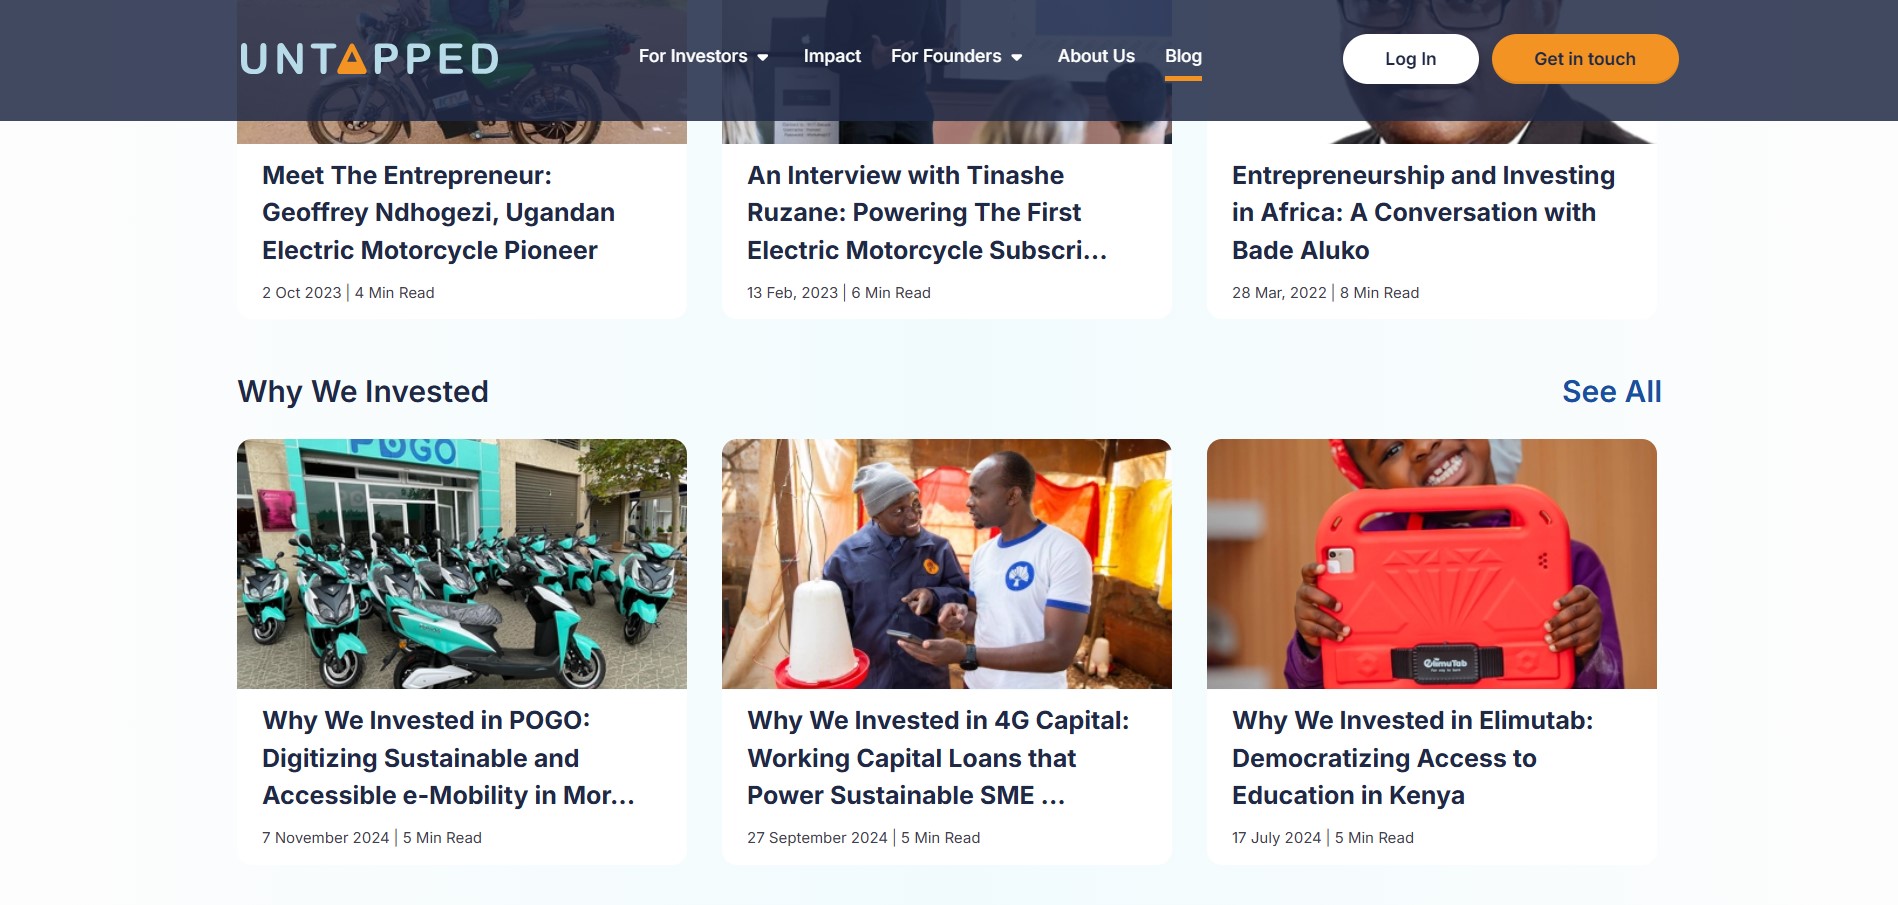 UNTAPPED
For Investors
Impact
For Founders
About Us
Blog
Log In
Get in touch
Meet The Entrepreneur:
Geoffrey Ndhogezi, Ugandan
Electric Motorcycle Pioneer
2 Oct 2023 | 4 Min Read
An Interview with Tinashe
Ruzane: Powering The First
Electric Motorcycle Subscri...
13 Feb, 2023 | 6 Min Read
Entrepreneurship and Investing
in Africa: A Conversation with
Bade Aluko
28 Mar, 2022 | 8 Min Read
Why We Invested
See All
POGO
ElimuTab
Why We Invested in POGO:
Digitizing Sustainable and
Accessible e-Mobility in Mor...
7 November 2024 | 5 Min Read
Why We Invested in 4G Capital:
Working Capital Loans that
Power Sustainable SME ...
27 September 2024 | 5 Min Read
Why We Invested in Elimutab:
Democratizing Access to
Education in Kenya
17 July 2024 | 5 Min Read